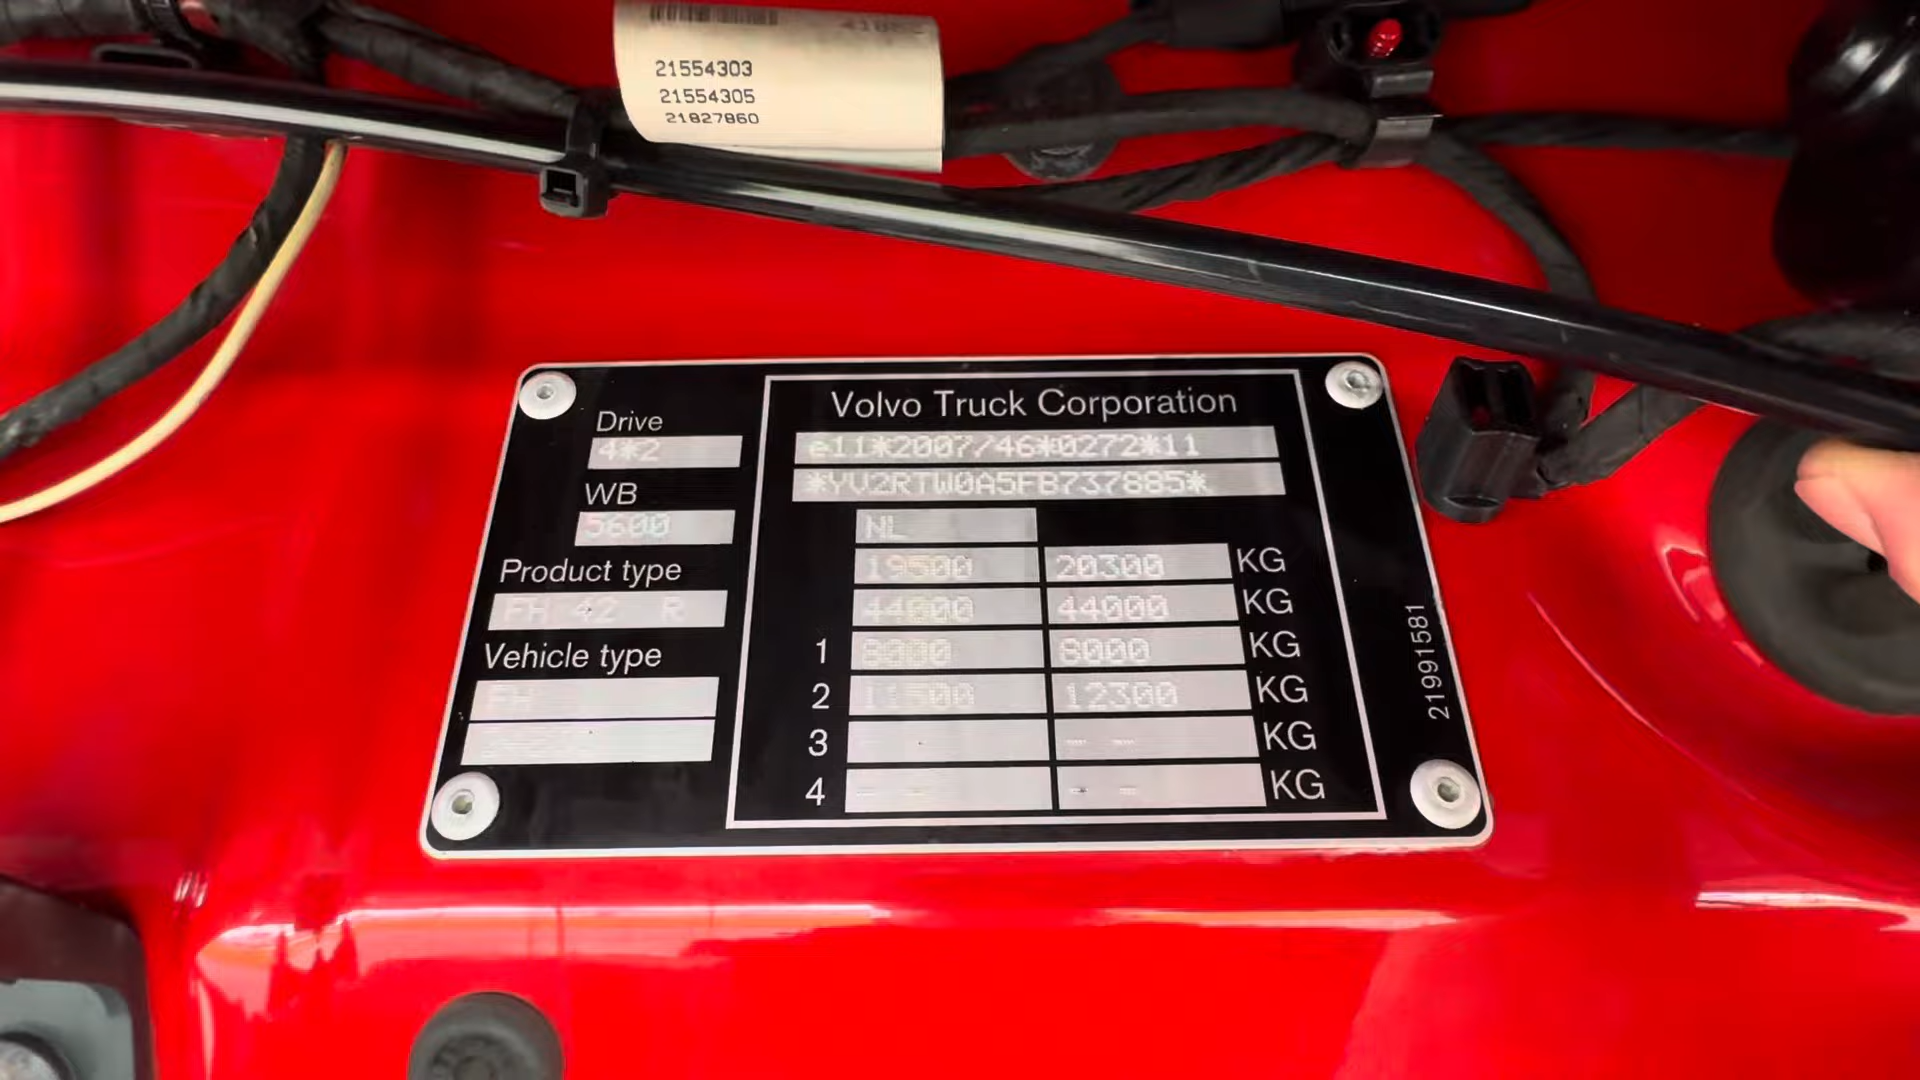 21554303
21554305
21827860
Volvo Truck Corporation
Drive
4*2
e11*2007/46*0272*11
*YV2RTW0A5FB737885*
WB
5600
NL
Product type
FH 42 R
19500 20300 KG
44000 44000 KG
Vehicle type
FH
1 8000 8000 KG
2 11500 12300 KG
3 - - -- -- KG
4 -- -- -- -- KG
21991581